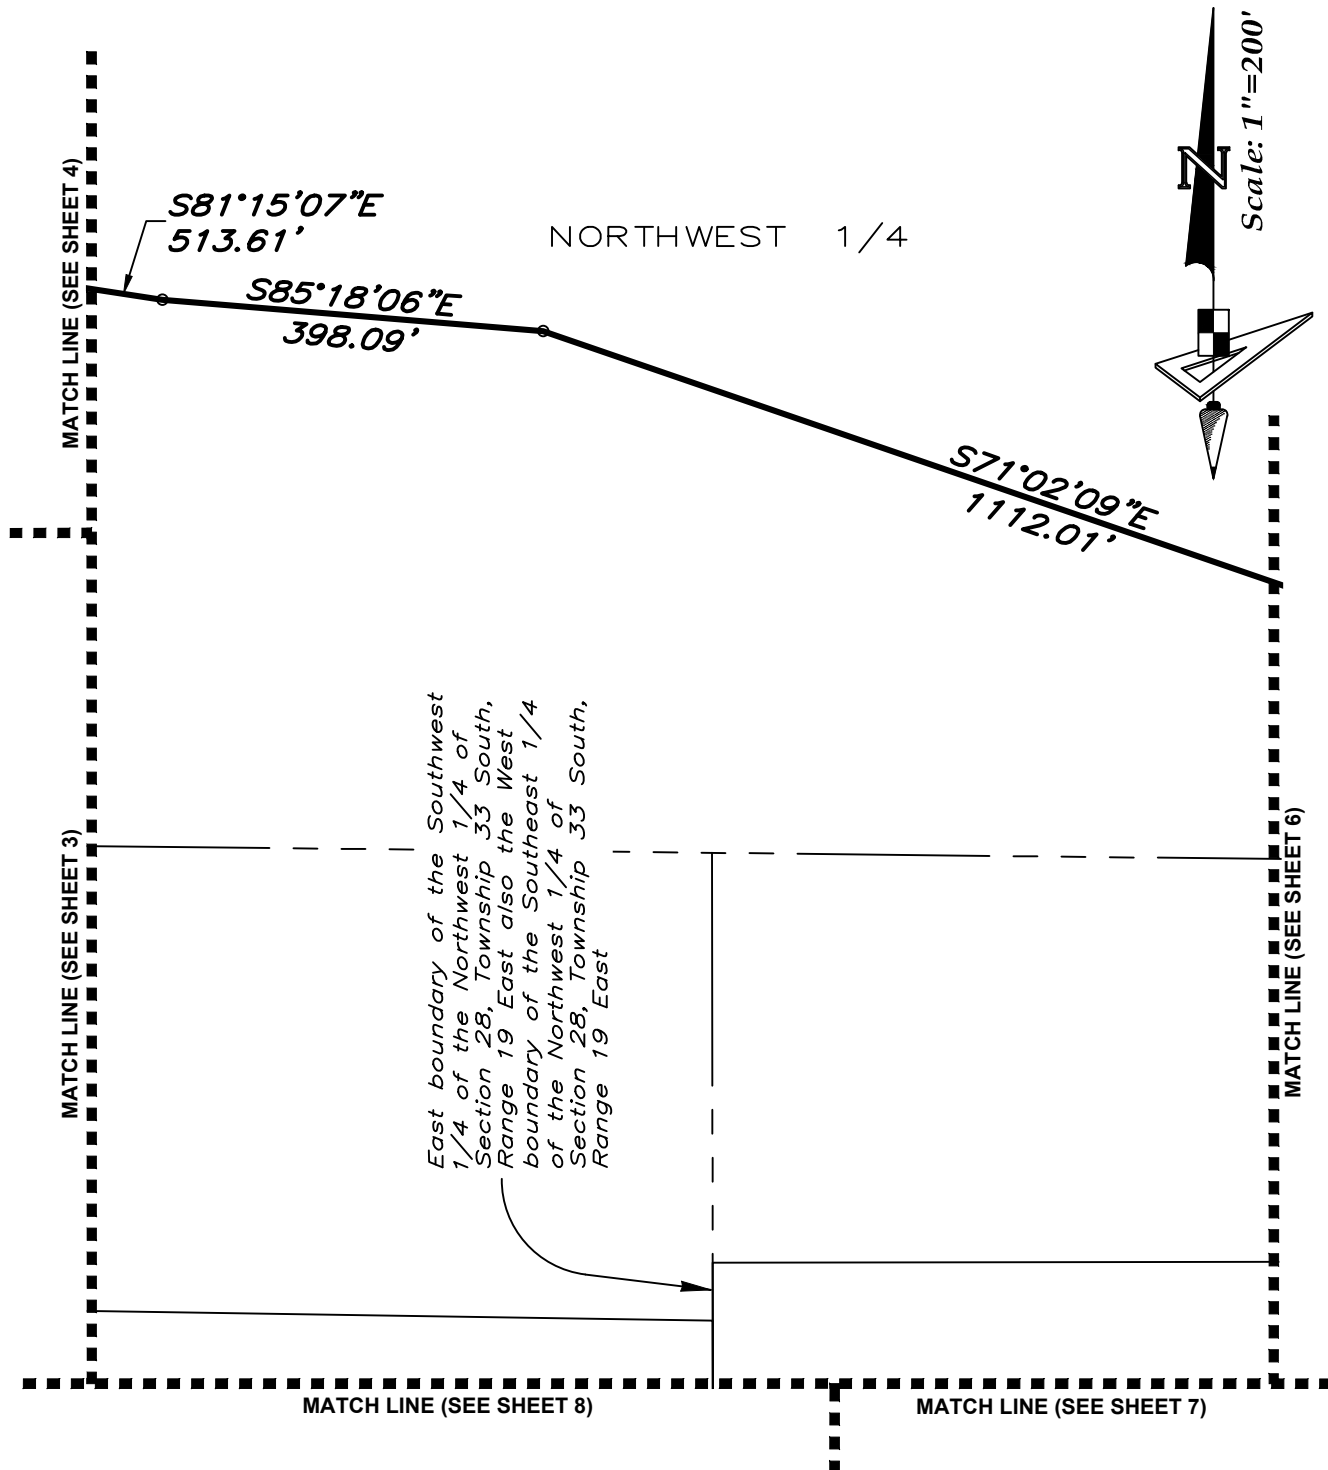 Scale: 1"=200'
N
MATCH LINE (SEE SHEET 4)
S81°15'07"E
513.61'
NORTHWEST 1/4
S85°18'06"E
398.09'
S71°02'09"E
1112.01'
East boundary of the Southwest
1/4 of the Northwest 1/4 of
Section 28, Township 33 South,
Range 19 East also the West
boundary of the Southeast 1/4
of the Northwest 1/4 of
Section 28, Township 33 South,
Range 19 East
MATCH LINE (SEE SHEET 3)
MATCH LINE (SEE SHEET 6)
MATCH LINE (SEE SHEET 8)
MATCH LINE (SEE SHEET 7)